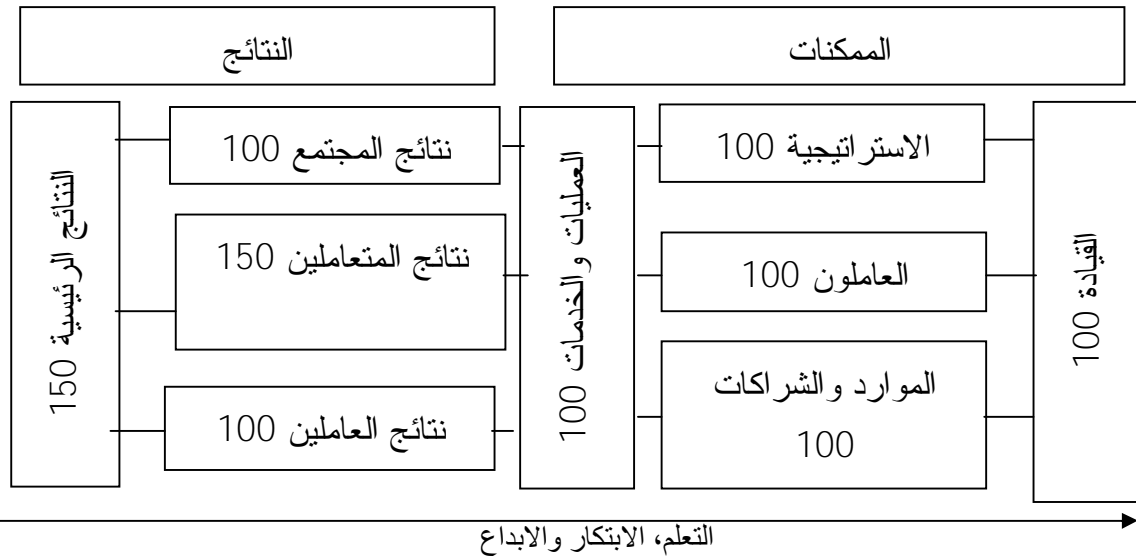 الممكنات
النتائج
القيادة 100
الاستراتيجية 100
العاملون 100
الموارد والشراكات
100
العمليات والخدمات 100
نتائج المجتمع 100
نتائج المتعاملين 150
نتائج العاملين 100
النتائج الرئيسية 150
التعلم، الابتكار والابداع